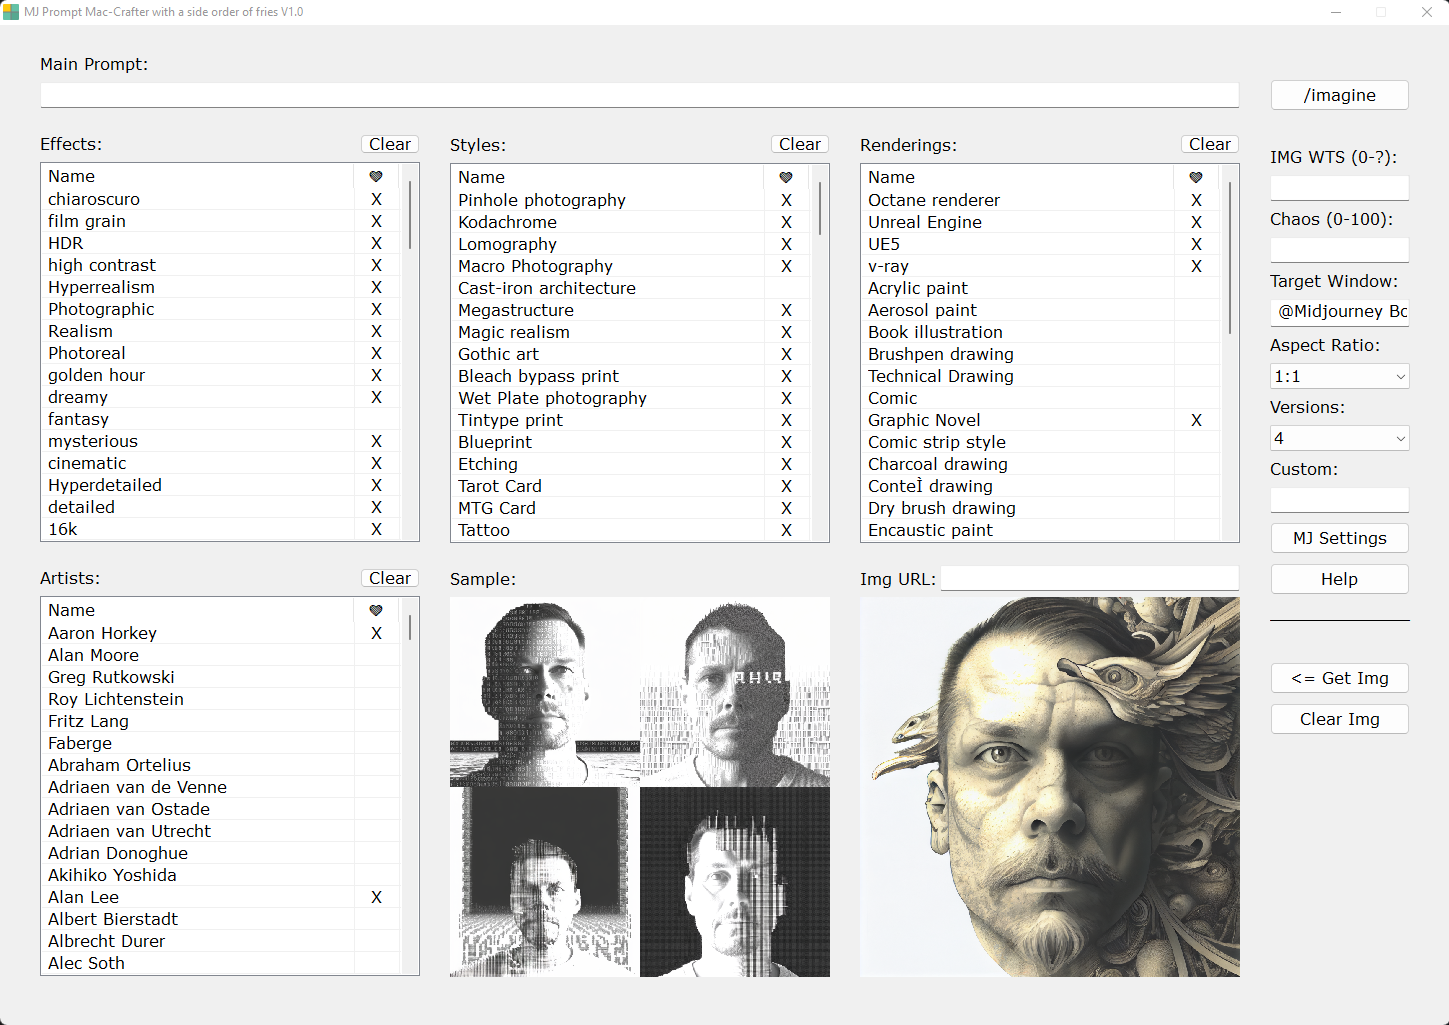 MJ Prompt Mac-Crafter with a side order of fries V1.0
Main Prompt:
/imagine
Effects:
Clear
Name
chiaroscuro X
film grain X
HDR X
high contrast X
Hyperrealism X
Photographic X
Realism X
Photoreal X
golden hour X
dreamy X
fantasy
mysterious X
cinematic X
Hyperdetailed X
detailed X
16k X
Styles:
Clear
Name
Pinhole photography X
Kodachrome X
Lomography X
Macro Photography X
Cast-iron architecture
Megastructure X
Magic realism X
Gothic art X
Bleach bypass print X
Wet Plate photography X
Tintype print X
Blueprint X
Etching X
Tarot Card X
MTG Card X
Tattoo X
Renderings:
Clear
Name
Octane renderer X
Unreal Engine X
UE5 X
v-ray X
Acrylic paint
Aerosol paint
Book illustration
Brushpen drawing
Technical Drawing
Comic
Graphic Novel X
Comic strip style
Charcoal drawing
ConteÌ drawing
Dry brush drawing
Encaustic paint
IMG WTS (0-?):
Chaos (0-100):
Target Window:
@Midjourney Bo
Aspect Ratio:
1:1
Versions:
4
Custom:
MJ Settings
Help
Artists:
Clear
Name
Aaron Horkey X
Alan Moore
Greg Rutkowski
Roy Lichtenstein
Fritz Lang
Faberge
Abraham Ortelius
Adriaen van de Venne
Adriaen van Ostade
Adriaen van Utrecht
Adrian Donoghue
Akihiko Yoshida
Alan Lee X
Albert Bierstadt
Albrecht Durer
Alec Soth
Sample:
Img URL:
<= Get Img
Clear Img